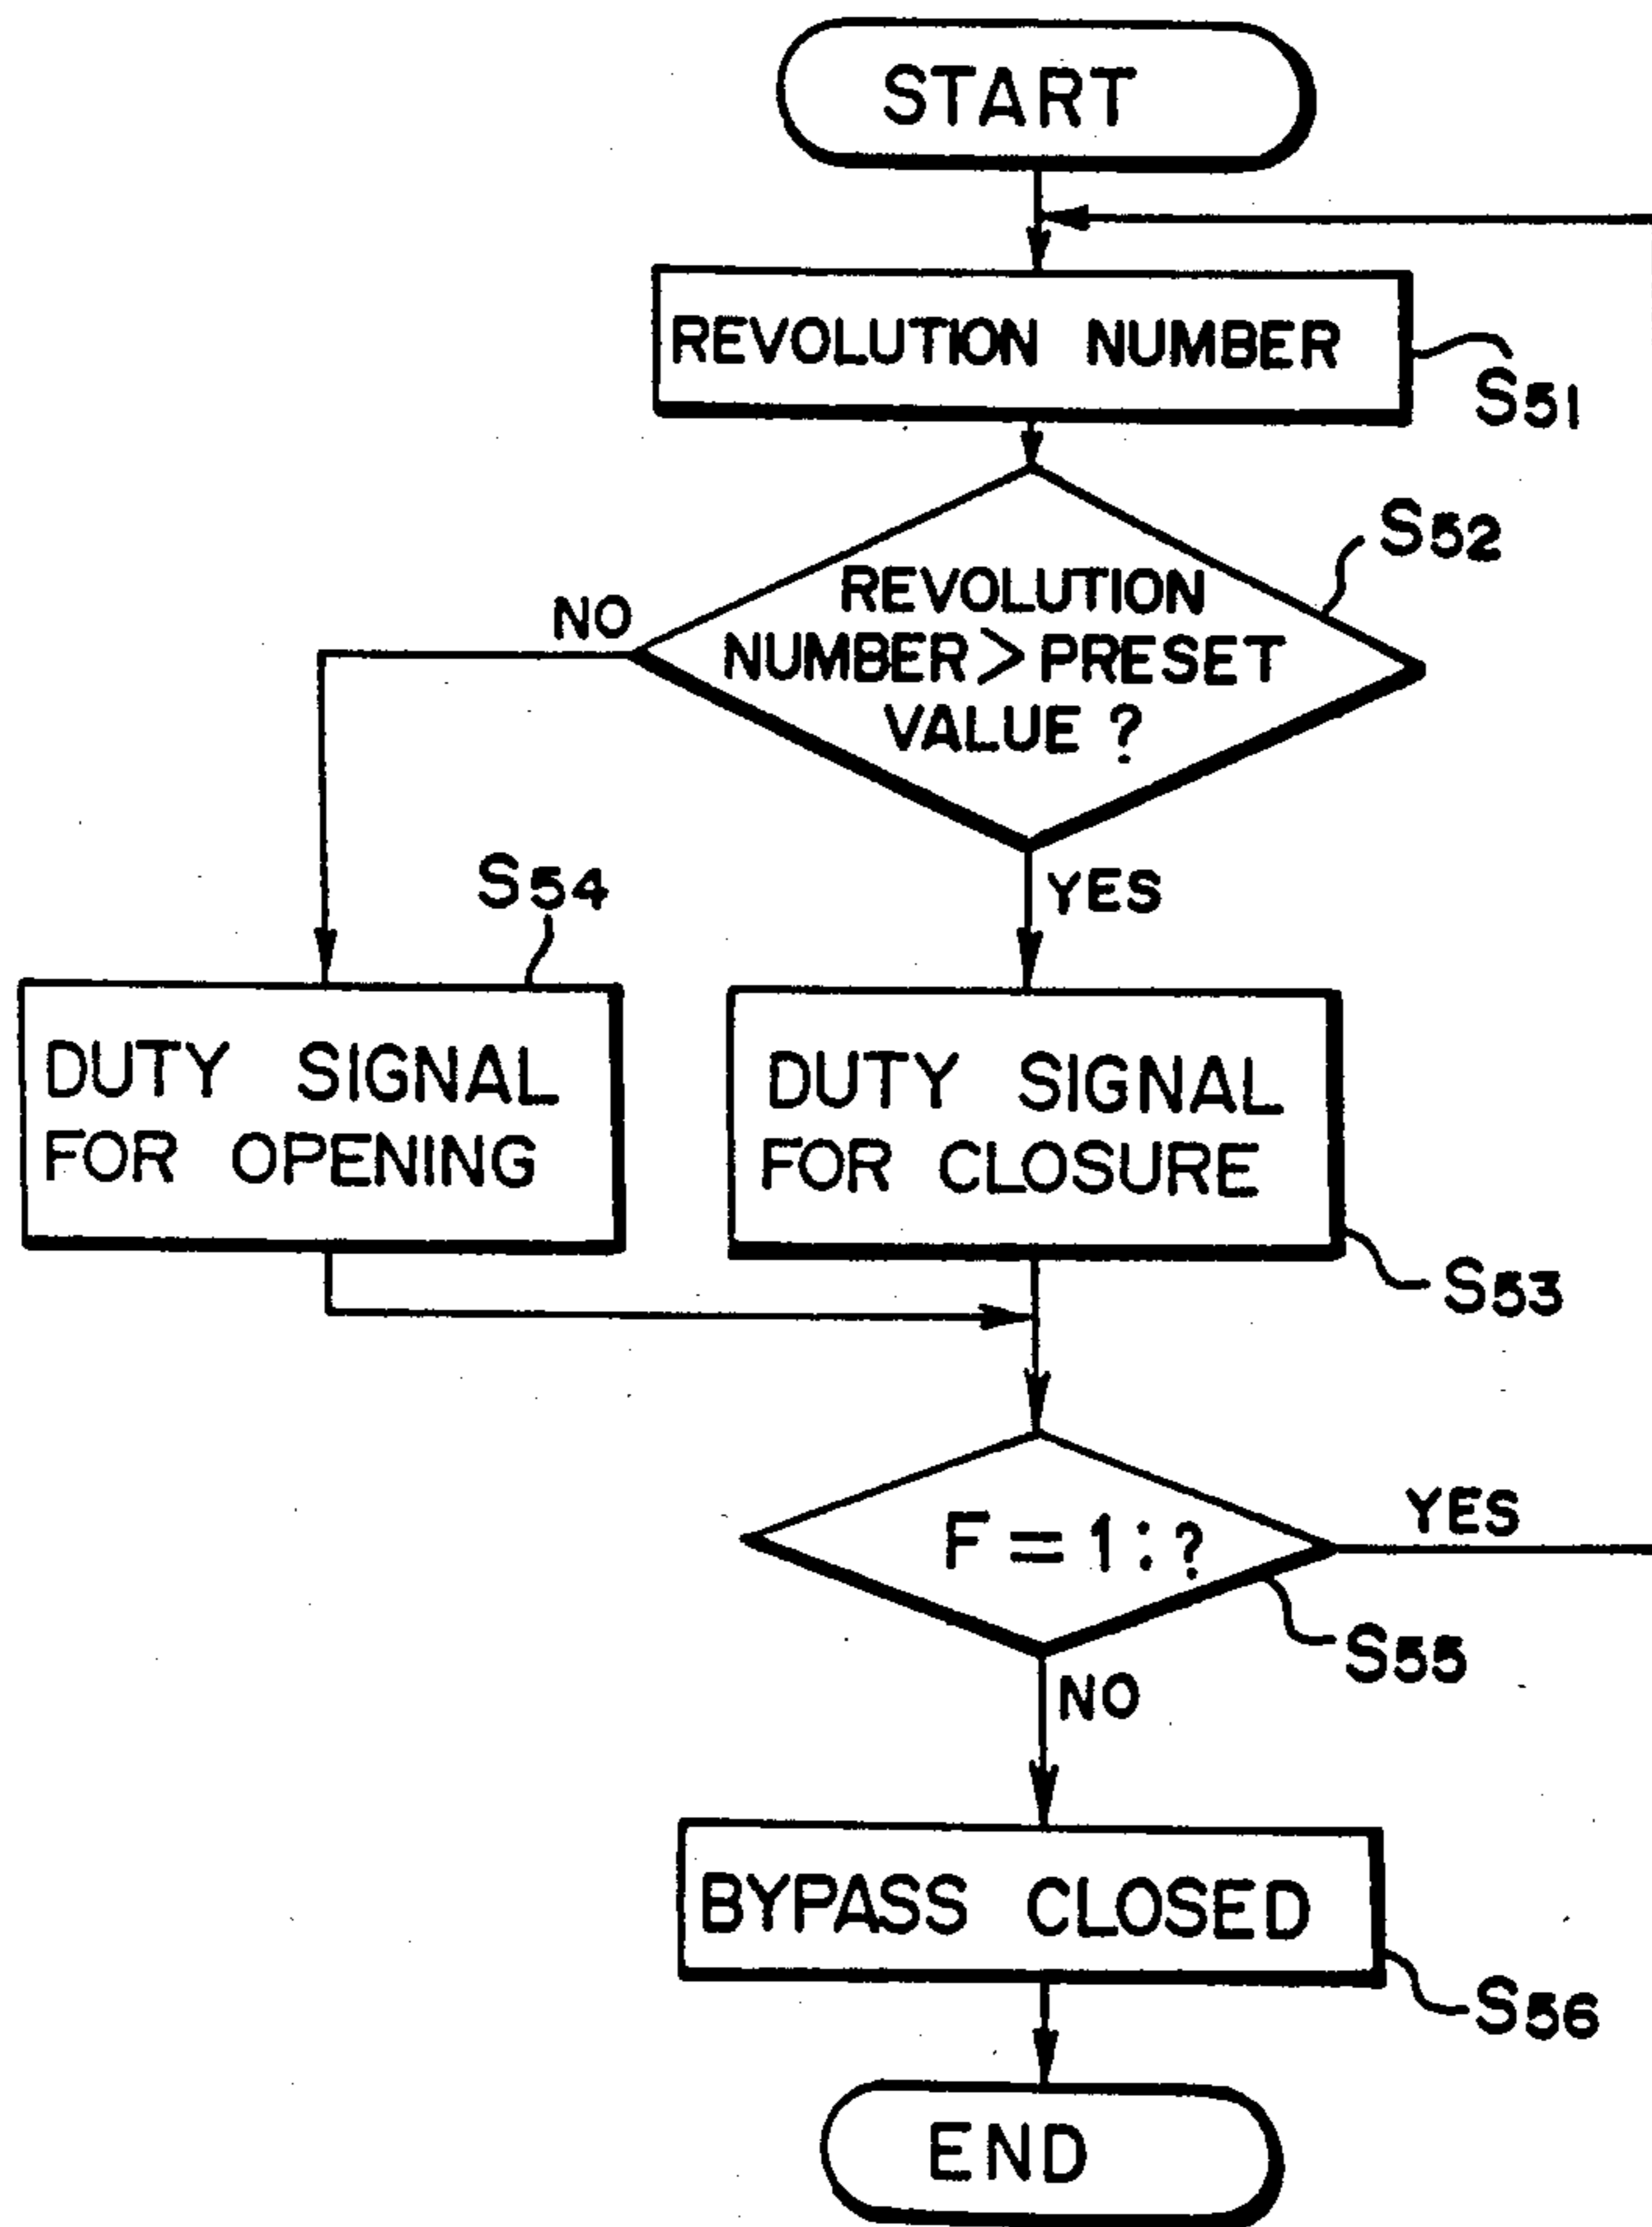 START
REVOLUTION NUMBER
S51
S52
REVOLUTION
NUMBER > PRESET
VALUE ?
NO
YES
S54
DUTY SIGNAL
FOR OPENING
DUTY SIGNAL
FOR CLOSURE
S53
F = 1 : ?
YES
S55
NO
BYPASS CLOSED
S56
END